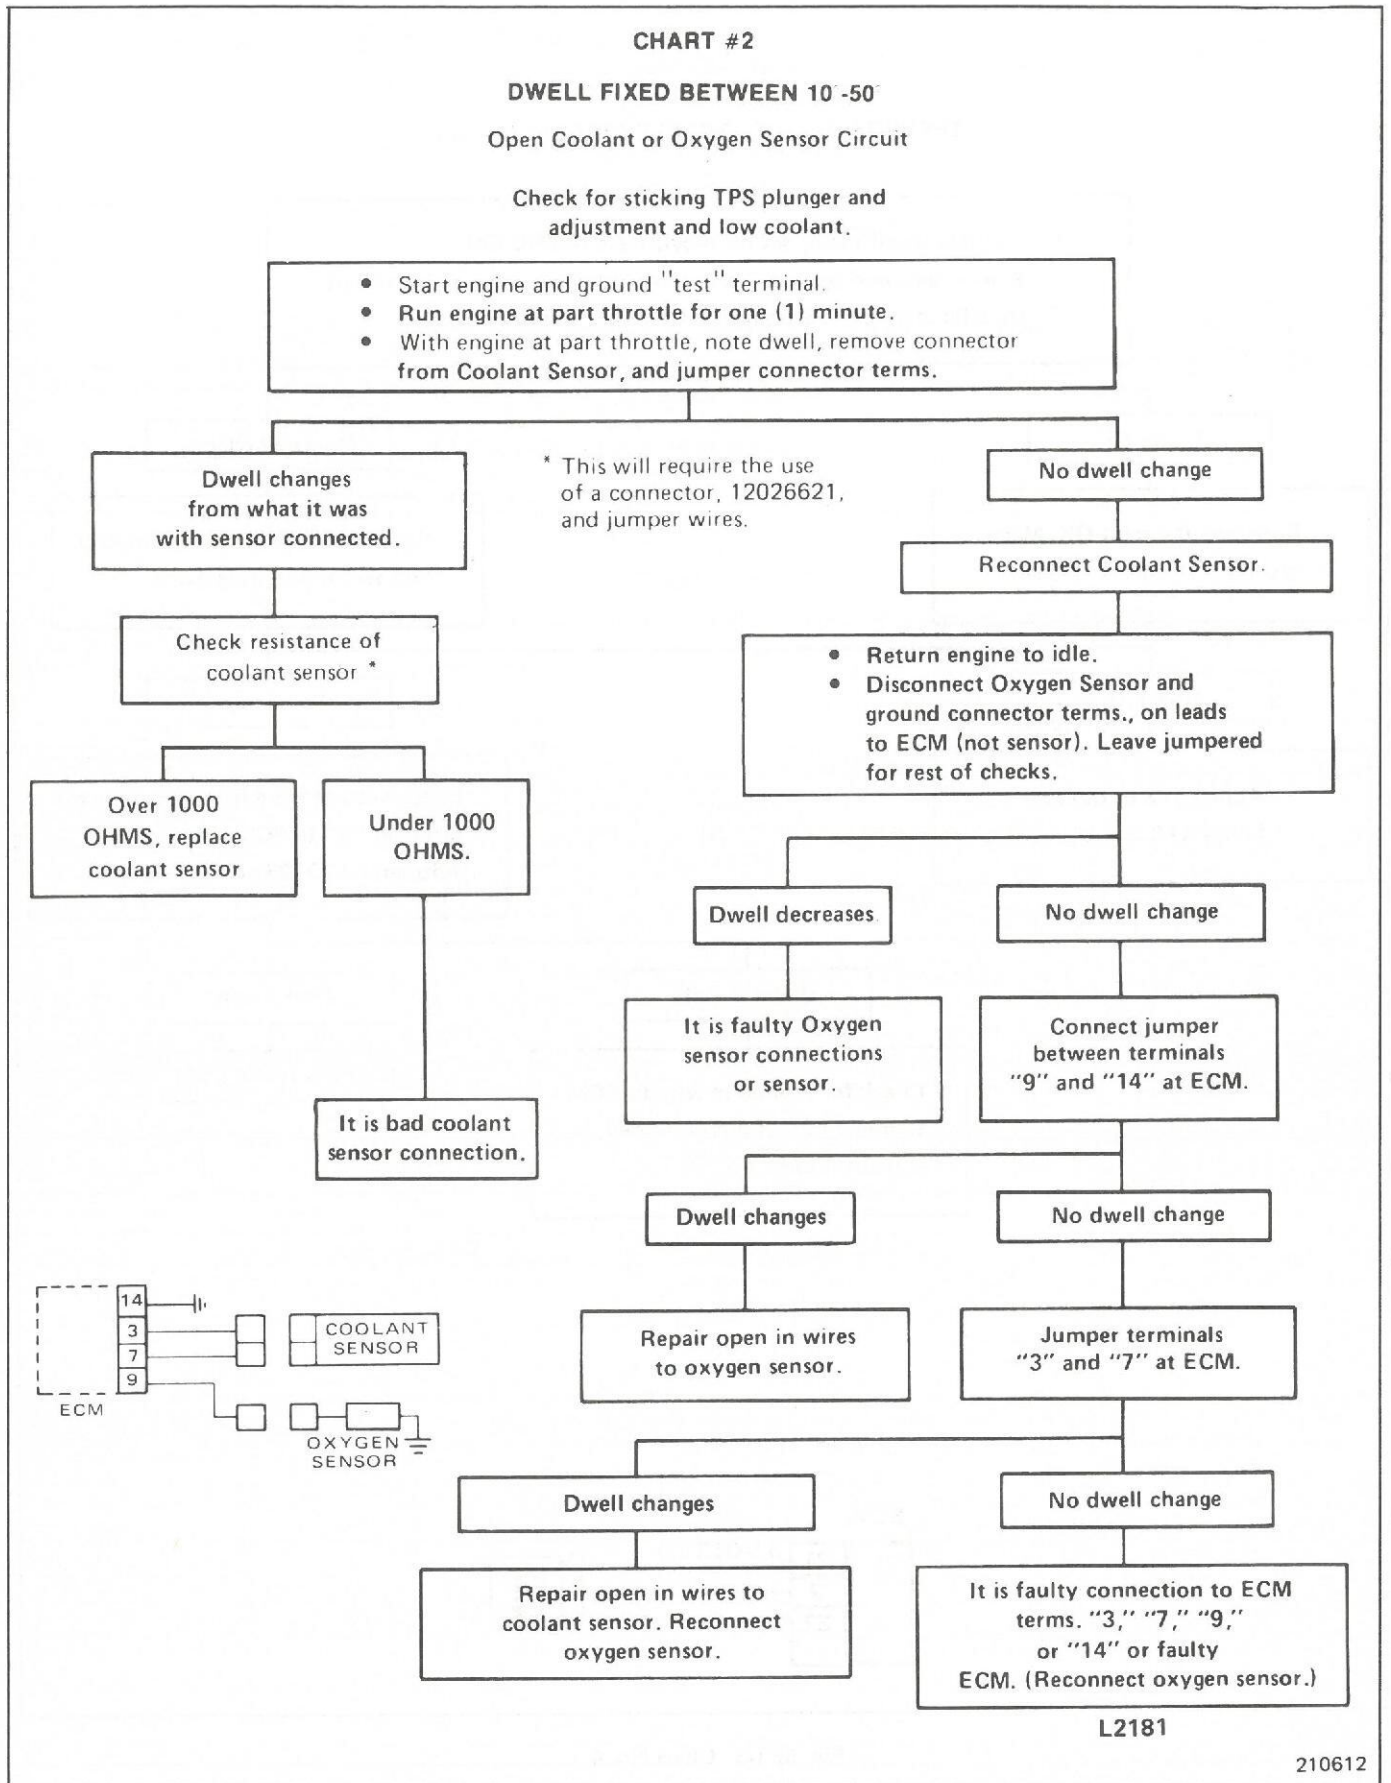 CHART #2
DWELL FIXED BETWEEN 10°-50°
Open Coolant or Oxygen Sensor Circuit
Check for sticking TPS plunger and
adjustment and low coolant.
• Start engine and ground "test" terminal.
• Run engine at part throttle for one (1) minute.
• With engine at part throttle, note dwell, remove connector
from Coolant Sensor, and jumper connector terms.
Dwell changes
from what it was
with sensor connected.
* This will require the use
of a connector, 12026621,
and jumper wires.
No dwell change
Reconnect Coolant Sensor.
Check resistance of
coolant sensor *
• Return engine to idle.
• Disconnect Oxygen Sensor and
ground connector terms., on leads
to ECM (not sensor). Leave jumpered
for rest of checks.
Over 1000
OHMS, replace
coolant sensor
Under 1000
OHMS.
Dwell decreases
No dwell change
It is faulty Oxygen
sensor connections
or sensor.
Connect jumper
between terminals
"9" and "14" at ECM.
It is bad coolant
sensor connection.
Dwell changes
No dwell change
Repair open in wires
to oxygen sensor.
Jumper terminals
"3" and "7" at ECM.
14
3
7
9
ECM
COOLANT
SENSOR
OXYGEN
SENSOR
Dwell changes
No dwell change
Repair open in wires to
coolant sensor. Reconnect
oxygen sensor.
It is faulty connection to ECM
terms. "3," "7," "9,"
or "14" or faulty
ECM. (Reconnect oxygen sensor.)
L2181
210612